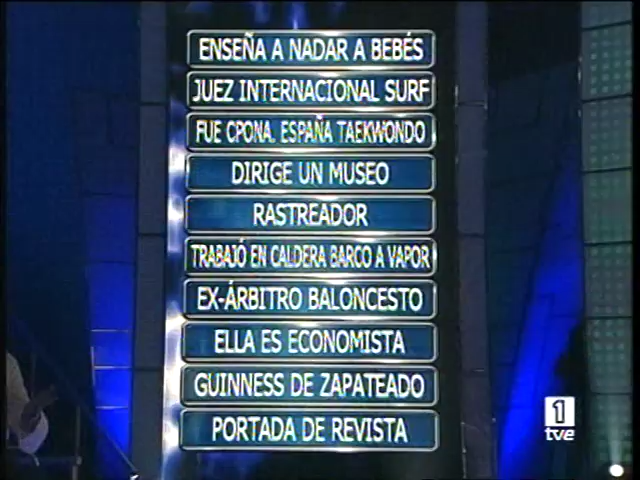 ENSEÑA A NADAR A BEBÉS
JUEZ INTERNACIONAL SURF
FUE CPONA. ESPAÑA TAEKWONDO
DIRIGE UN MUSEO
RASTREADOR
TRABAJÓ EN CALDERA BARCO A VAPOR
EX-ÁRBITRO BALONCESTO
ELLA ES ECONOMISTA
GUINNESS DE ZAPATEADO
PORTADA DE REVISTA
1
tve